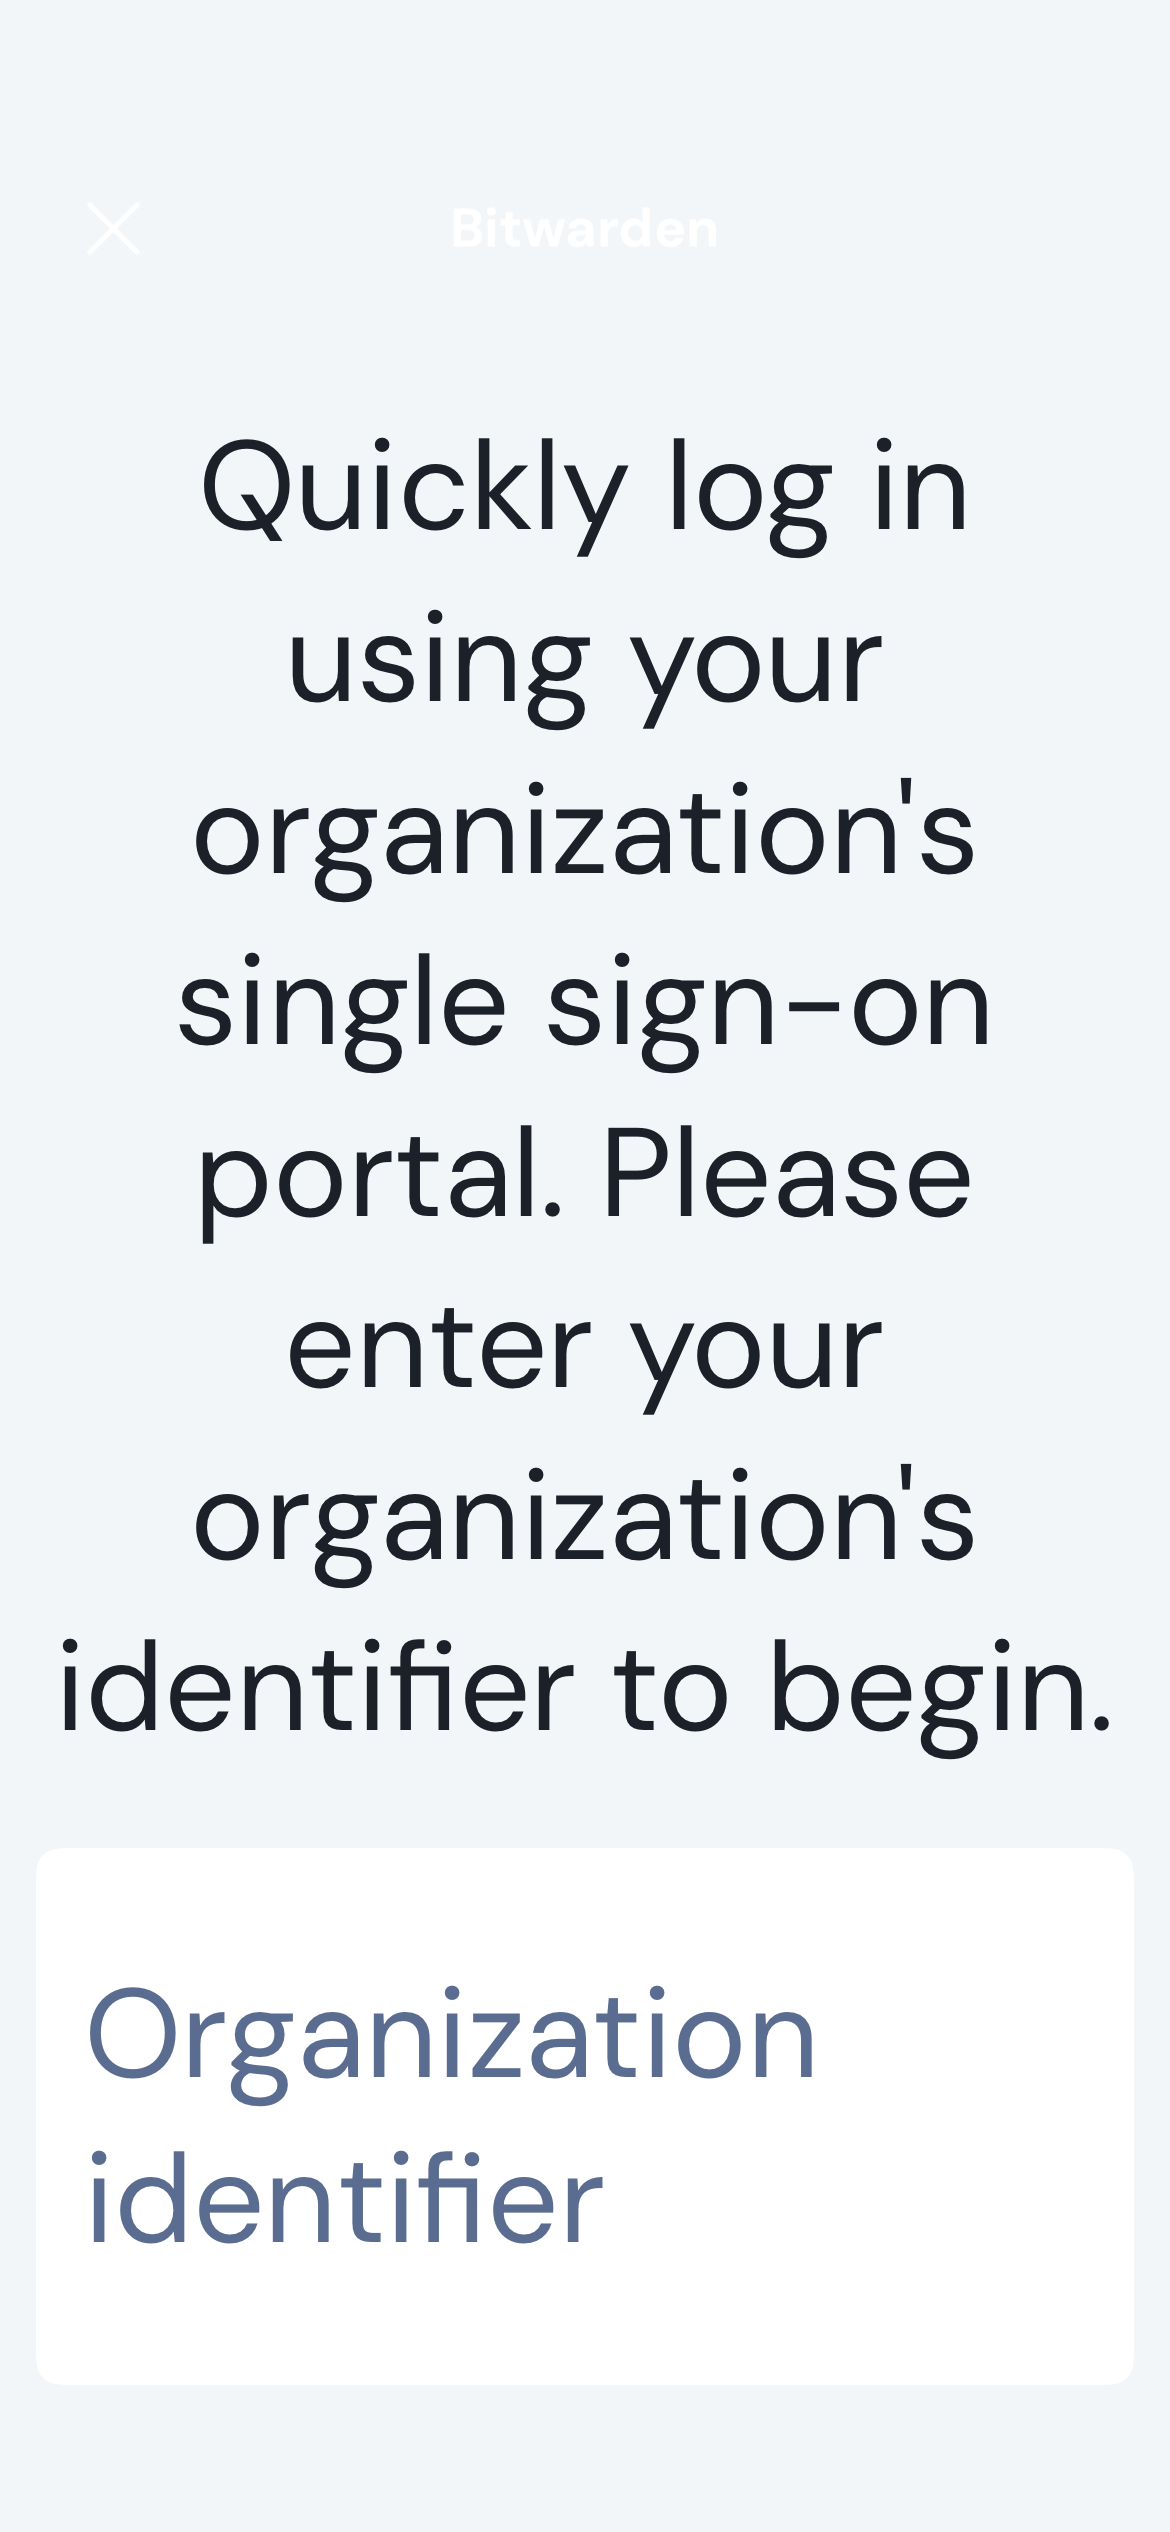 Bitwarden
Quickly log in
using your
organization's
single sign-on
portal. Please
enter your
organization's
identifier to begin.
Organization
identifier